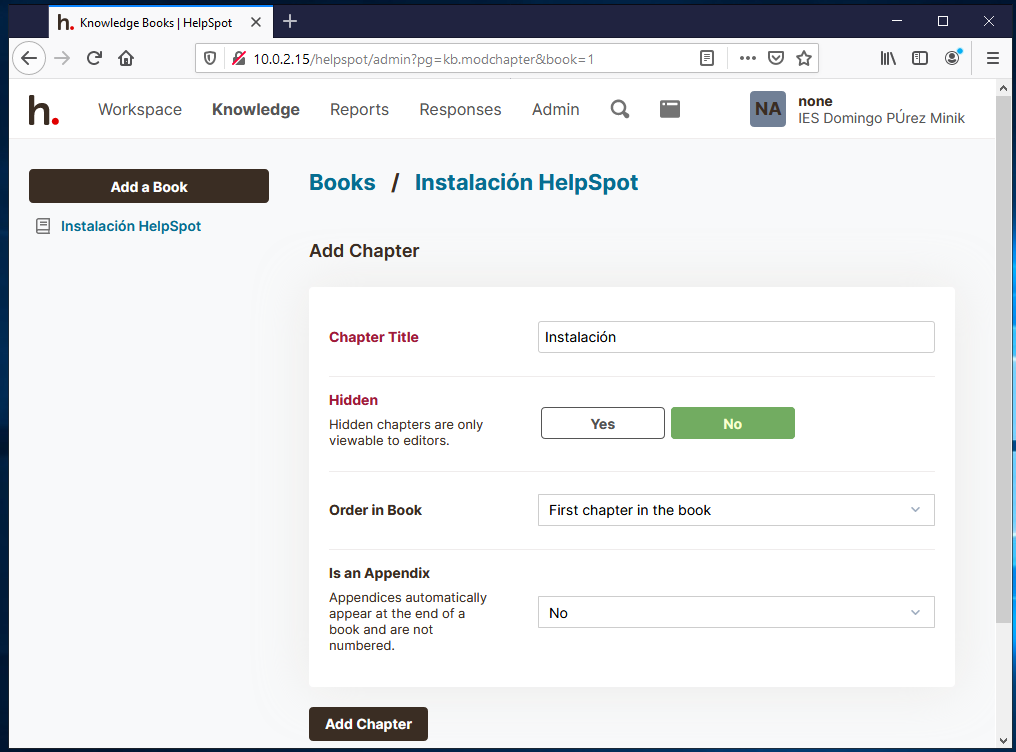 h. Knowledge Books | HelpSpot
10.0.2.15/helpspot/admin?pg=kb.modchapter&book=1
h.
Workspace
Knowledge
Reports
Responses
Admin
NA
none
IES Domingo PÚrez Minik
Add a Book
Instalación HelpSpot
Books / Instalación HelpSpot
Add Chapter
Chapter Title
Instalación
Hidden
Hidden chapters are only
viewable to editors.
Yes
No
Order in Book
First chapter in the book
Is an Appendix
Appendices automatically
appear at the end of a
book and are not
numbered.
No
Add Chapter